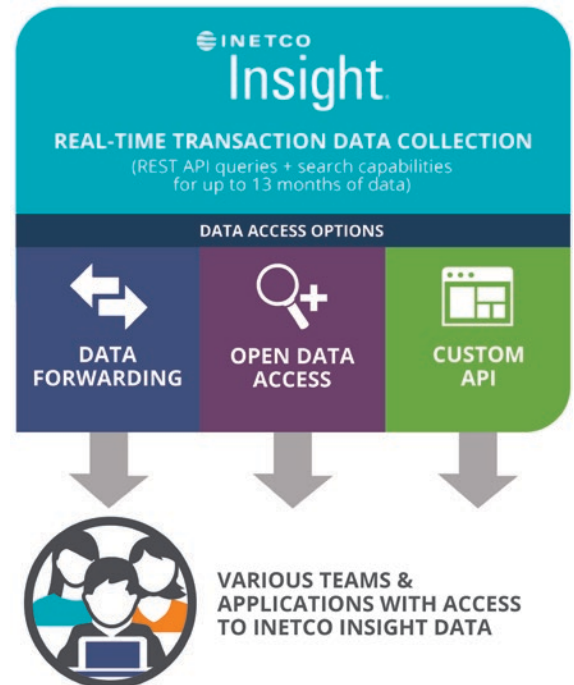 INETCO
Insight®
REAL-TIME TRANSACTION DATA COLLECTION
(REST API queries + search capabilities
for up to 13 months of data)
DATA ACCESS OPTIONS
DATA
FORWARDING
OPEN DATA
ACCESS
CUSTOM
API
VARIOUS TEAMS &
APPLICATIONS WITH ACCESS
TO INETCO INSIGHT DATA